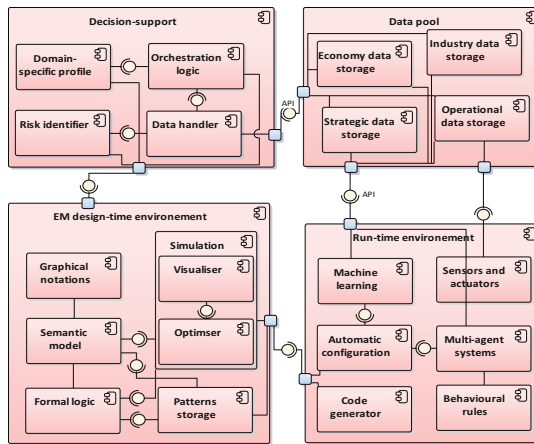 Decision-support
Domain-
specific profile
Orchestration
logic
Risk identifier
Data handler
API
Data pool
Economy data
storage
Industry data
storage
Strategic data
storage
Operational
data storage
API
EM design-time environement
Graphical
notations
Simulation
Visualiser
Semantic
model
Optimser
Formal logic
Patterns
storage
Run-time environement
Machine
learning
Sensors and
actuators
Automatic
configuration
Multi-agent
systems
Code
generator
Behavioural
rules